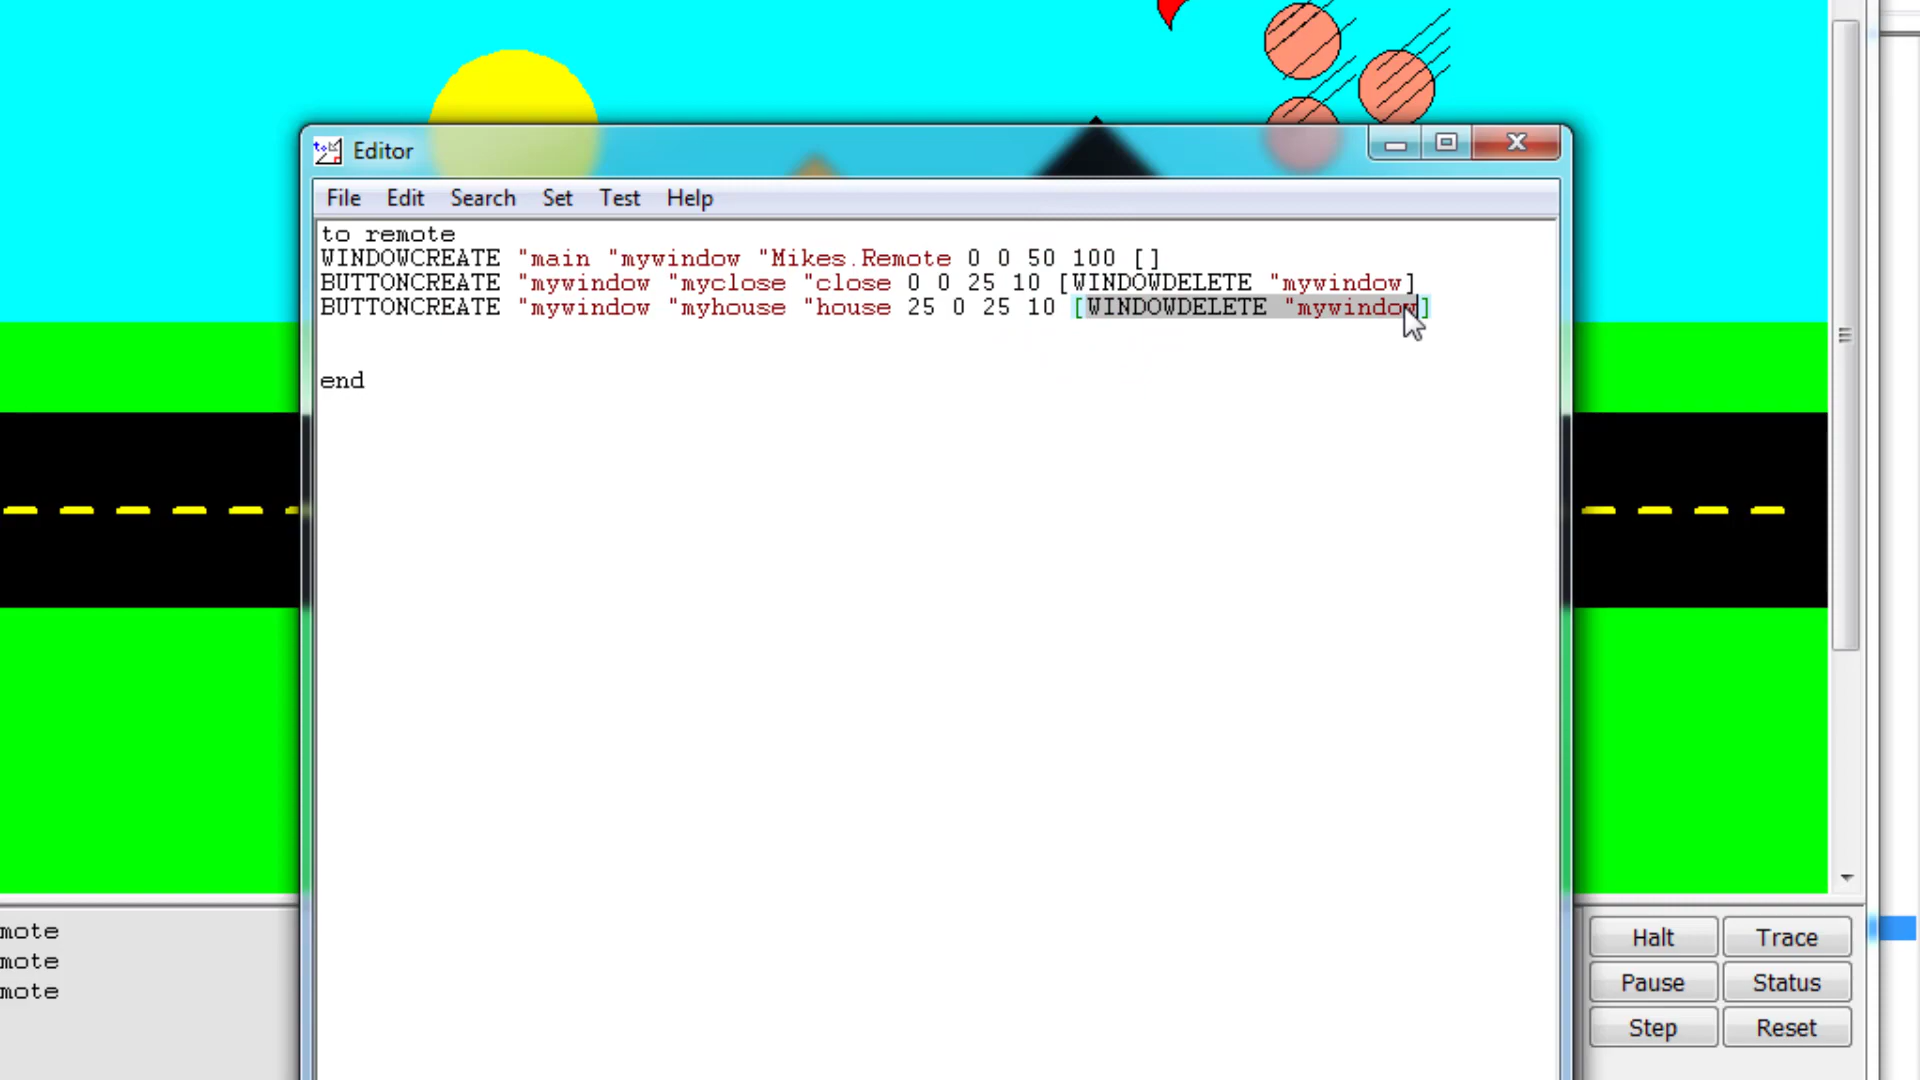 Editor
File Edit Search Set Test Help
to remote
WINDOWCREATE "main "mywindow "Mikes.Remote 0 0 50 100 []
BUTTONCREATE "mywindow "myclose "close 0 0 25 10 [WINDOWDELETE "mywindow]
BUTTONCREATE "mywindow "myhouse "house 25 0 25 10 [WINDOWDELETE "mywindow]
end
mote
mote
mote
Halt Trace
Pause Status
Step Reset